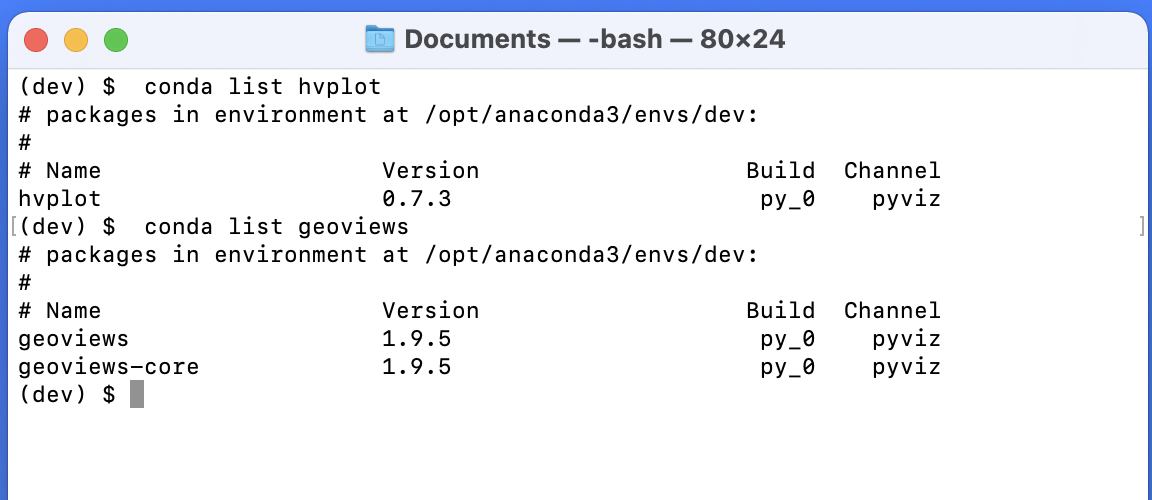 Documents — -bash — 80×24
(dev) $  conda list hvplot
# packages in environment at /opt/anaconda3/envs/dev:
#
# Name                    Version                   Build  Channel
hvplot                    0.7.3                      py_0    pyviz
[(dev) $  conda list geoviews                                                    ]
# packages in environment at /opt/anaconda3/envs/dev:
#
# Name                    Version                   Build  Channel
geoviews                  1.9.5                      py_0    pyviz
geoviews-core             1.9.5                      py_0    pyviz
(dev) $